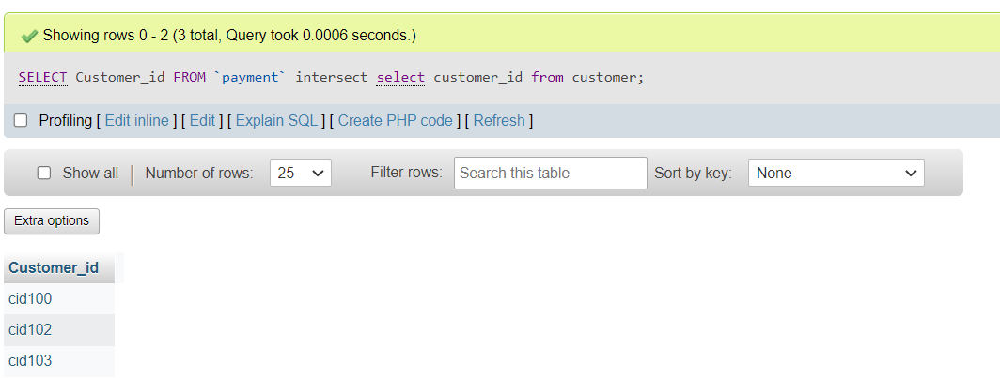 Showing rows 0 - 2 (3 total, Query took 0.0006 seconds.)
SELECT Customer_id FROM `payment` intersect select customer_id from customer;
Profiling [ Edit inline ] [ Edit ] [ Explain SQL ] [ Create PHP code ] [ Refresh ]
Show all | Number of rows: 25 Filter rows: Search this table Sort by key: None
Extra options
Customer_id
cid100
cid102
cid103